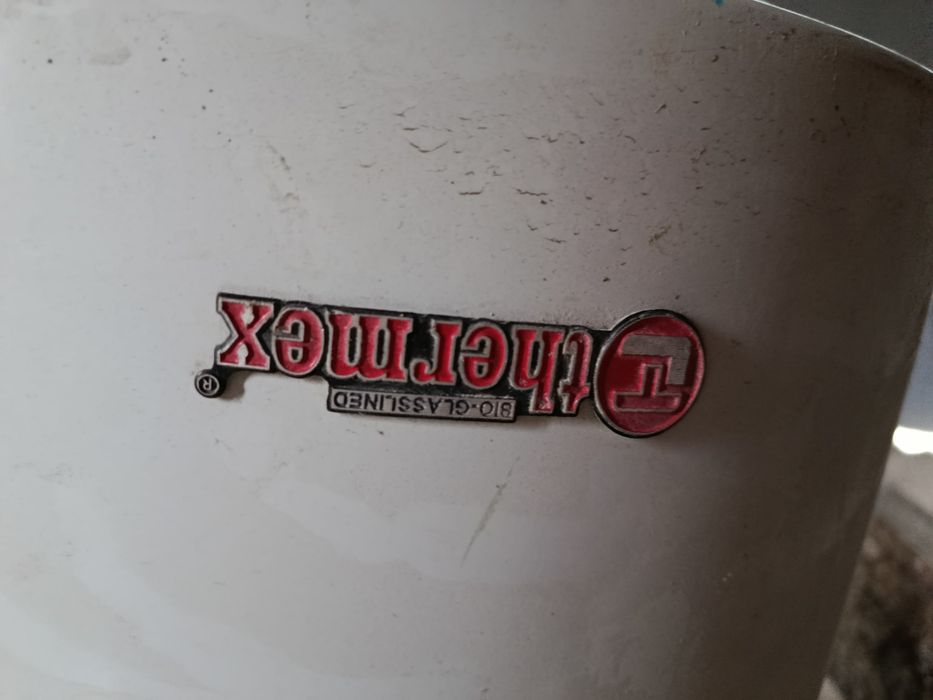 thermex
BIO-GLASSLINED
®